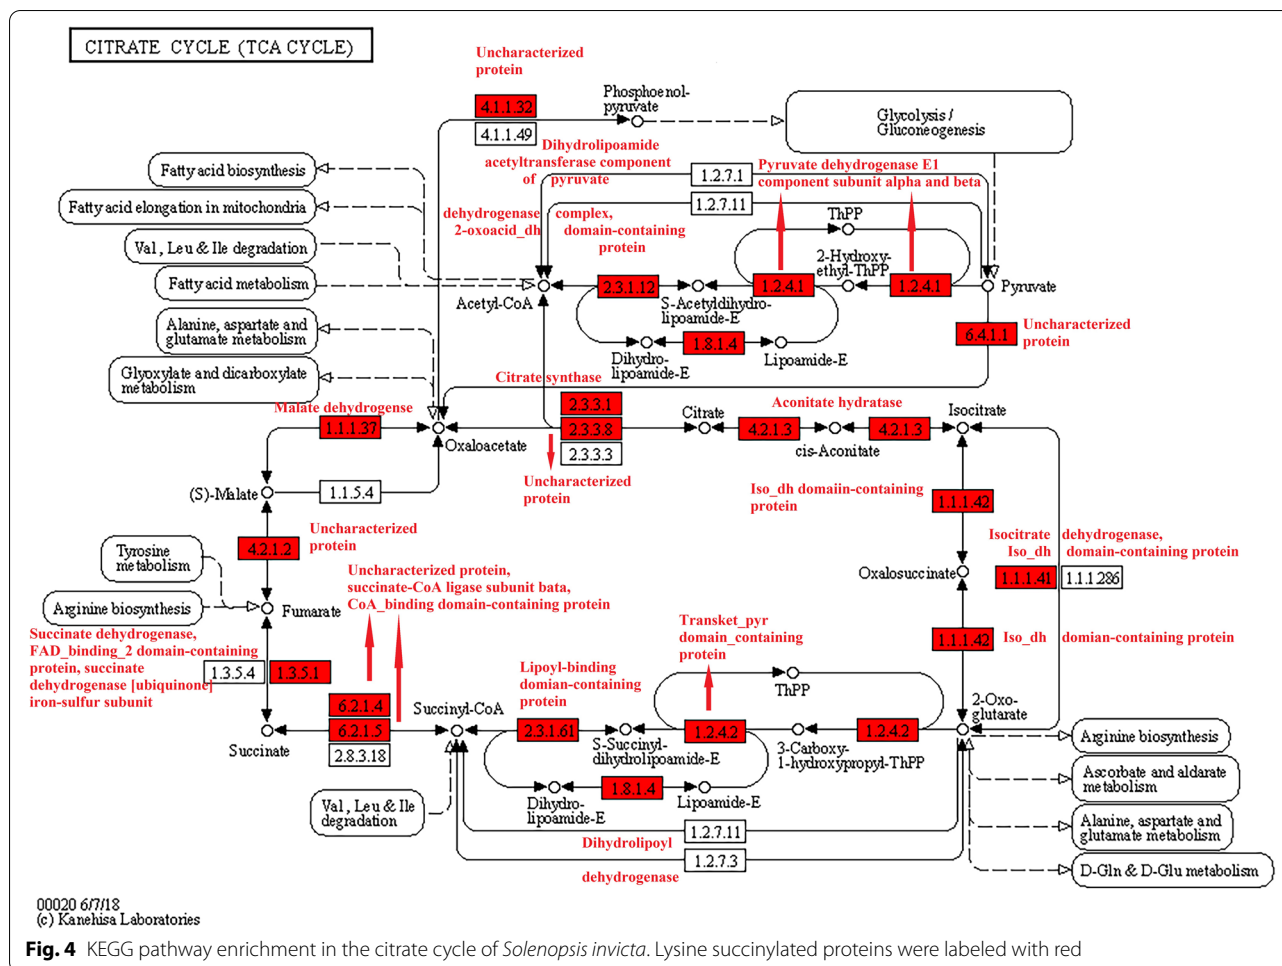 CITRATE CYCLE (TCA CYCLE)
Uncharacterized
protein
4.1.1.32
4.1.1.49
Phosphoenol-
pyruvate
Glycolysis /
Gluconeogenesis
Fatty acid biosynthesis
Fatty acid elongation in mitochondria
Val, Leu & Ile degradation
Fatty acid metabolism
Alanine, aspartate and
glutamate metabolism
Glyoxylate and dicarboxylate
metabolism
Dihydrolipoamide
acetyltransferase component
of pyruvate
dehydrogenase complex,
2-oxoacid_dh domain-containing
protein
1.2.7.1
1.2.7.11
Pyruvate dehydrogenase E1
component subunit alpha and beta
ThPP
2-Hydroxy-
ethyl-ThPP
Acetyl-CoA
2.3.1.12
S-Acetyldihydro-
lipoamide-E
1.2.4.1
1.2.4.1
Pyruvate
Dihydro-
lipoamide-E
1.8.1.4
Lipoamide-E
6.4.1.1
Uncharacterized
protein
Citrate synthase
2.3.3.1
2.3.3.8
2.3.3.3
Uncharacterized
protein
Malate dehydrogense
1.1.1.37
Oxaloacetate
Citrate
Aconitate hydratase
4.2.1.3
cis-Aconitate
4.2.1.3
Isocitrate
(S)-Malate
1.1.5.4
Iso_dh domaiin-containing
protein
1.1.1.42
Uncharacterized
protein
4.2.1.2
Tyrosine
metabolism
Arginine biosynthesis
Fumarate
Uncharacterized protein,
succinate-CoA ligase subunit bata,
CoA_binding domain-containing protein
Oxalosuccinate
Isocitrate dehydrogenase,
Iso_dh domain-containing protein
1.1.1.41
1.1.1.286
1.1.1.42
Iso_dh domian-containing protein
Succinate dehydrogenase,
FAD_binding_2 domain-containing
protein, succinate
dehydrogenase [ubiquinone]
iron-sulfur subunit
1.3.5.4
1.3.5.1
6.2.1.4
6.2.1.5
2.8.3.18
Succinate
Succinyl-CoA
Lipoyl-binding
domian-containing
protein
2.3.1.61
S-Succinyl-
dihydrolipoamide-E
Transket_pyr
domain_containing
protein
1.2.4.2
ThPP
3-Carboxy-
1-hydroxypropyl-ThPP
1.2.4.2
2-Oxo-
glutarate
Val, Leu & Ile
degradation
Dihydro-
lipoamide-E
1.8.1.4
Lipoamide-E
1.2.7.11
Dihydrolipoyl
1.2.7.3
dehydrogenase
Arginine biosynthesis
Ascorbate and aldarate
metabolism
Alanine, aspartate and
glutamate metabolism
D-Gln & D-Glu metabolism
00020 6/7/18
(c) Kanehisa Laboratories
Fig. 4 KEGG pathway enrichment in the citrate cycle of Solenopsis invicta. Lysine succinylated proteins were labeled with red